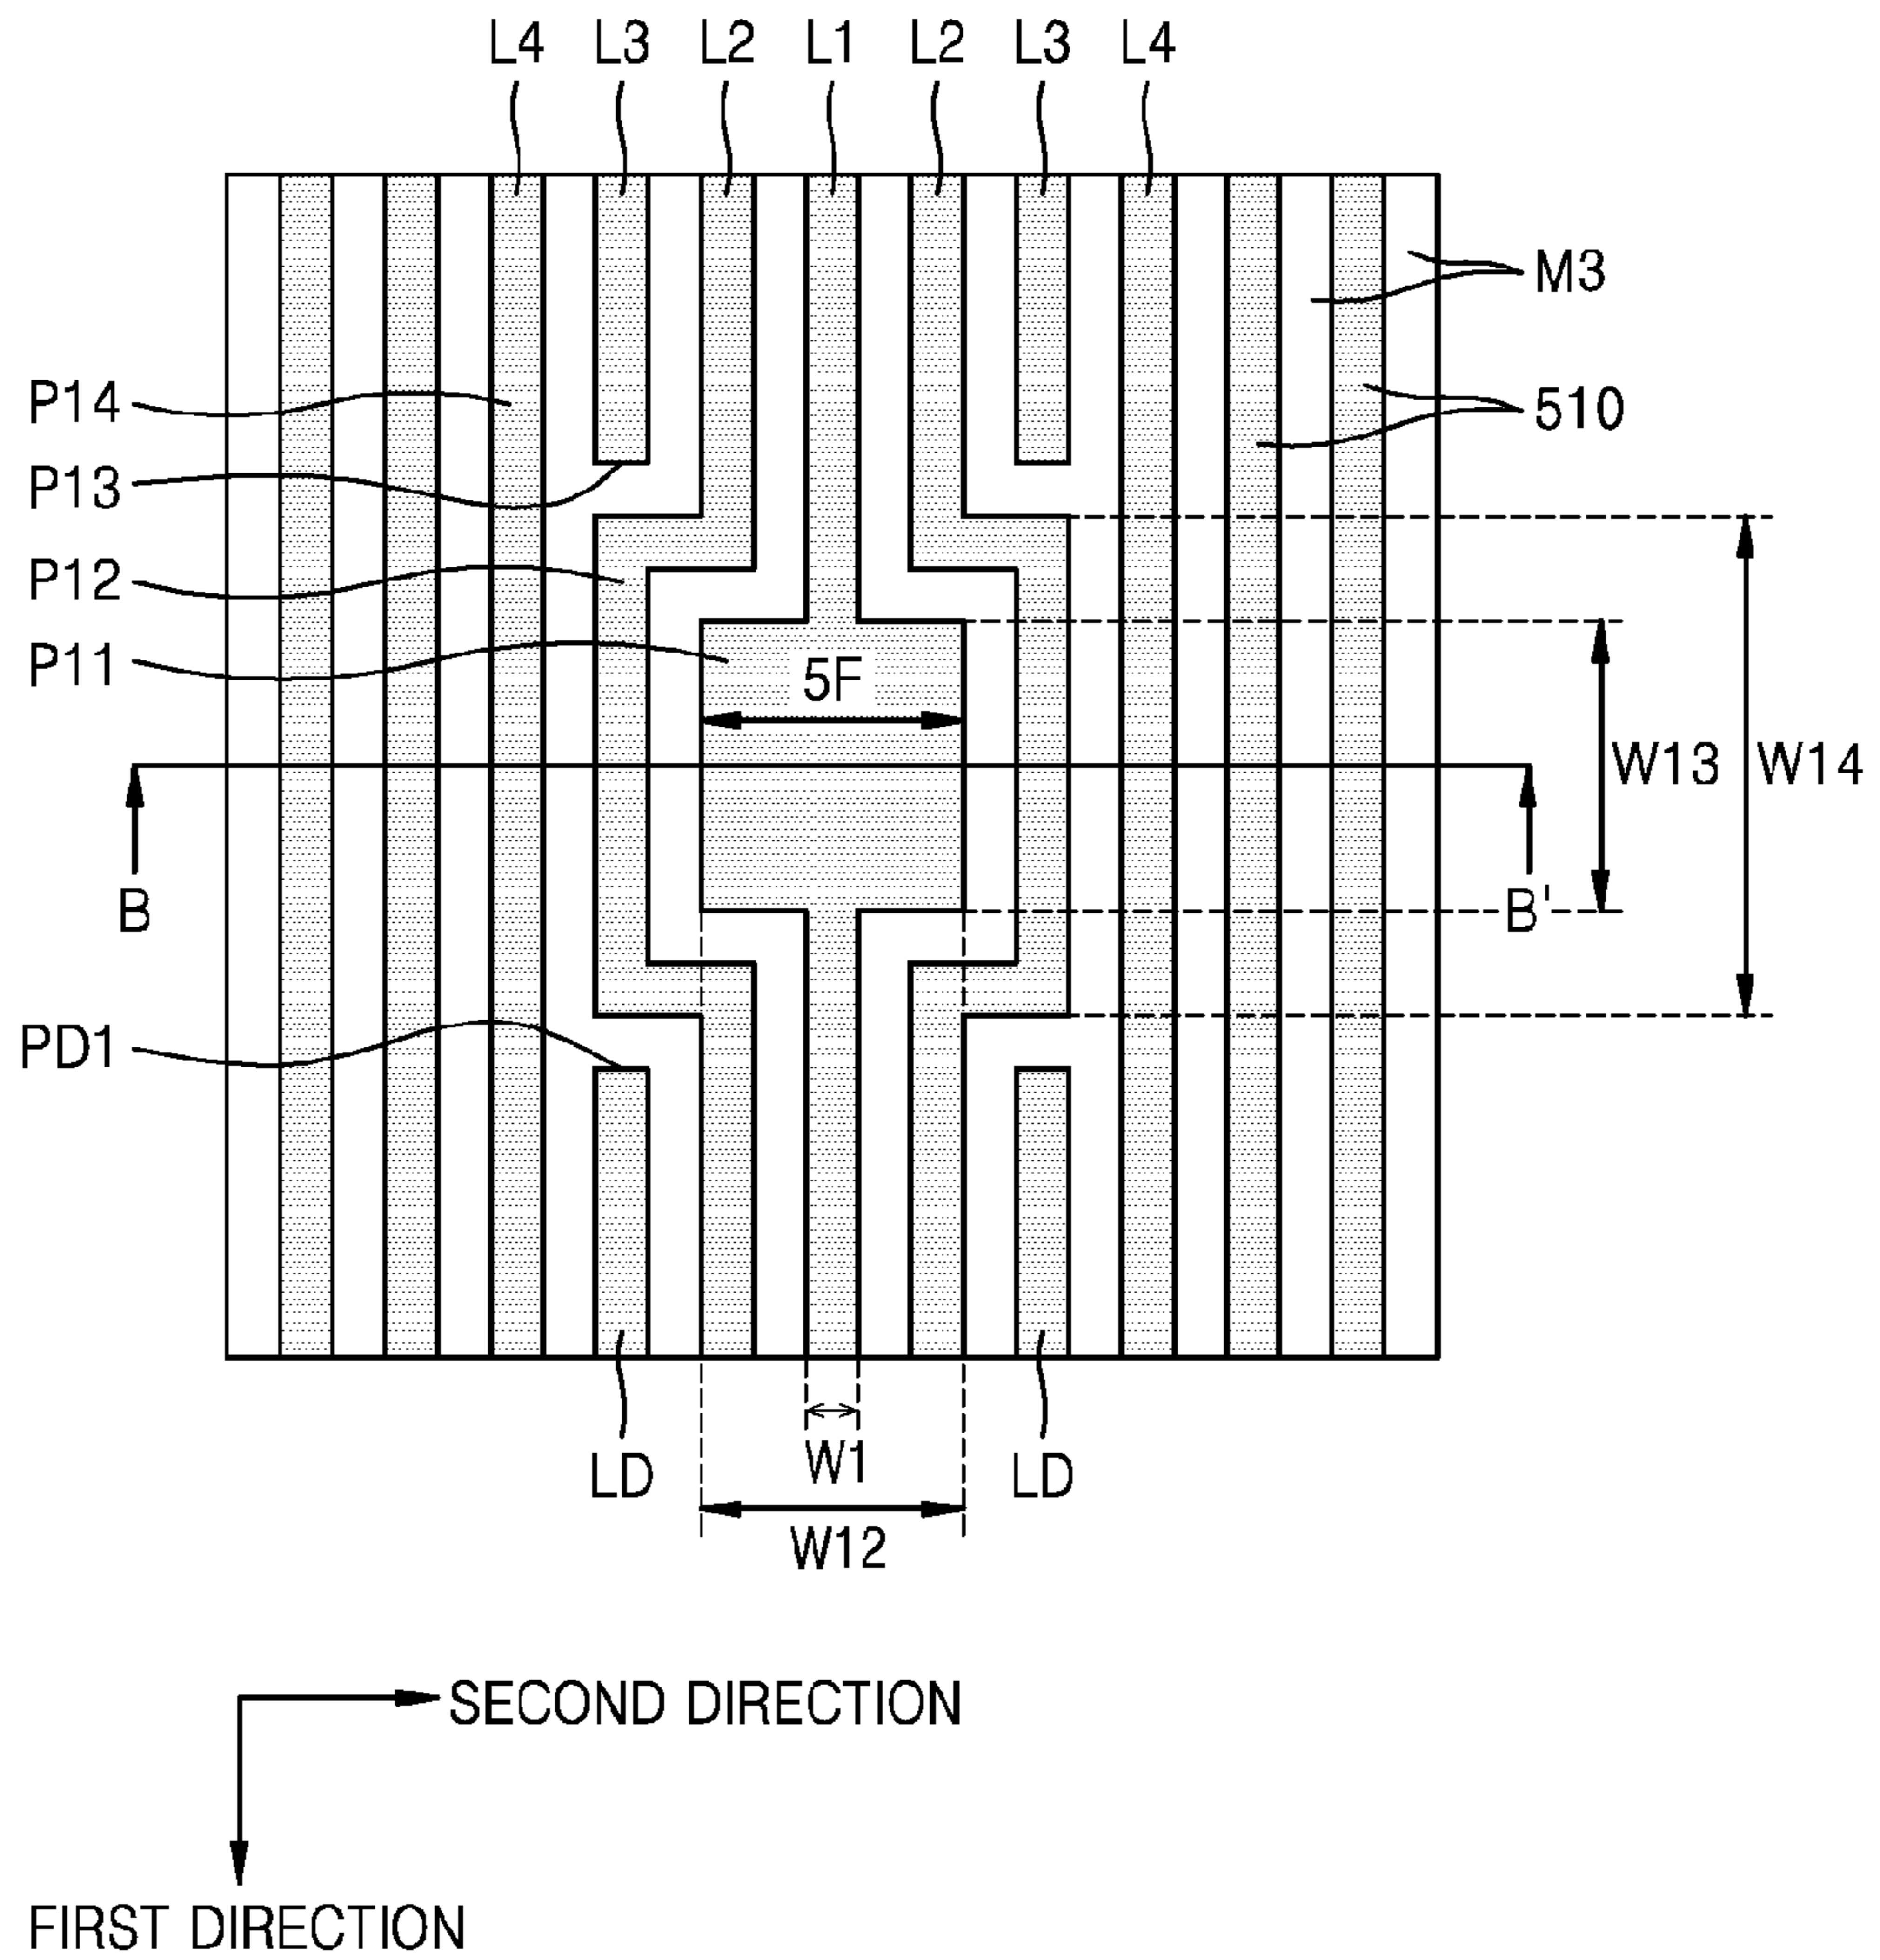 L4 L3 L2 L1 L2 L3 L4
M3
P14
510
P13
P12
P11
5F
W13 W14
B
B'
PD1
LD
W1
LD
W12
SECOND DIRECTION
FIRST DIRECTION